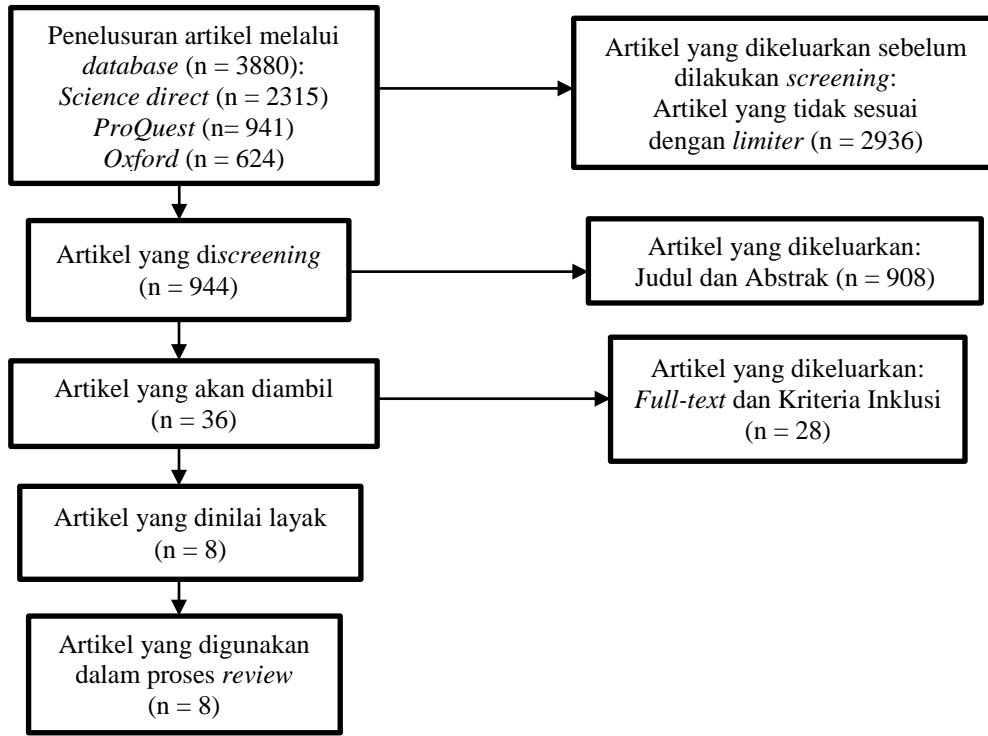 Penelusuran artikel melalui
database (n = 3880):
Science direct (n = 2315)
ProQuest (n= 941)
Oxford (n = 624)
Artikel yang dikeluarkan sebelum
dilakukan screening:
Artikel yang tidak sesuai
dengan limiter (n = 2936)
Artikel yang discreening
(n = 944)
Artikel yang dikeluarkan:
Judul dan Abstrak (n = 908)
Artikel yang akan diambil
(n = 36)
Artikel yang dikeluarkan:
Full-text dan Kriteria Inklusi
(n = 28)
Artikel yang dinilai layak
(n = 8)
Artikel yang digunakan
dalam proses review
(n = 8)